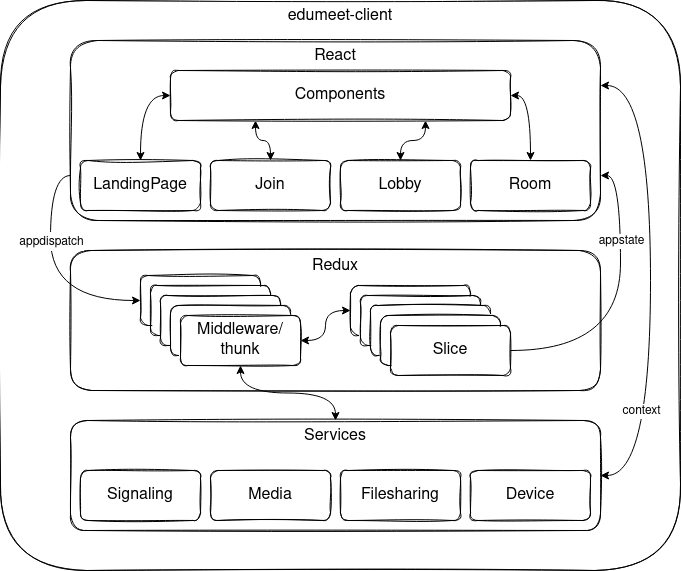 edumeet-client
React
Components
LandingPage
Join
Lobby
Room
appdispatch
appstate
Redux
Middleware/
thunk
Slice
context
Services
Signaling
Media
Filesharing
Device